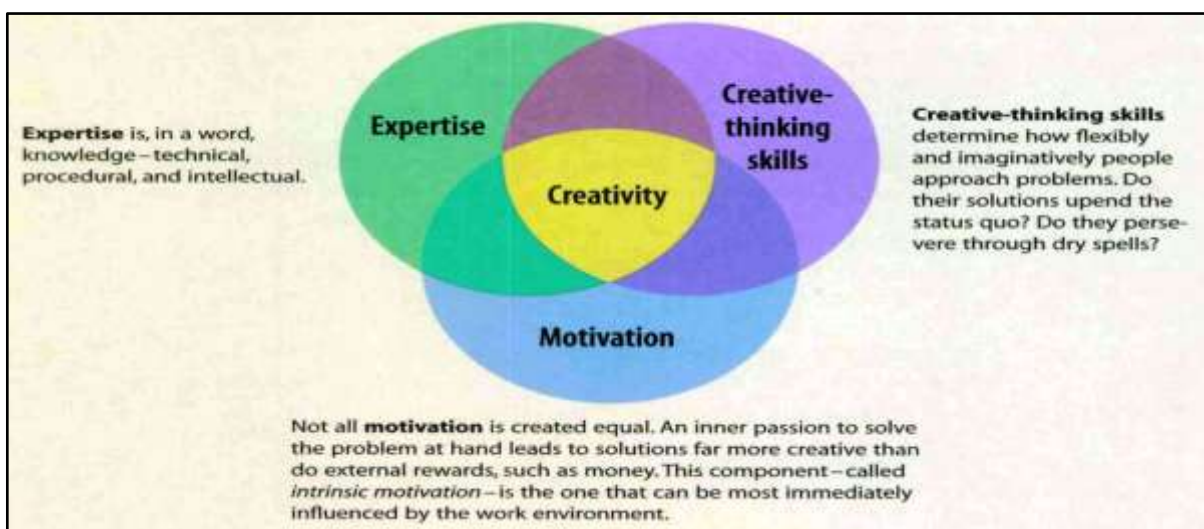 Expertise is, in a word,
knowledge–technical,
procedural, and intellectual.
Expertise
Creative-
thinking
skills
Creativity
Motivation
Creative-thinking skills
determine how flexibly
and imaginatively people
approach problems. Do
their solutions upend the
status quo? Do they perse-
vere through dry spells?
Not all motivation is created equal. An inner passion to solve
the problem at hand leads to solutions far more creative than
do external rewards, such as money. This component–called
intrinsic motivation–is the one that can be most immediately
influenced by the work environment.